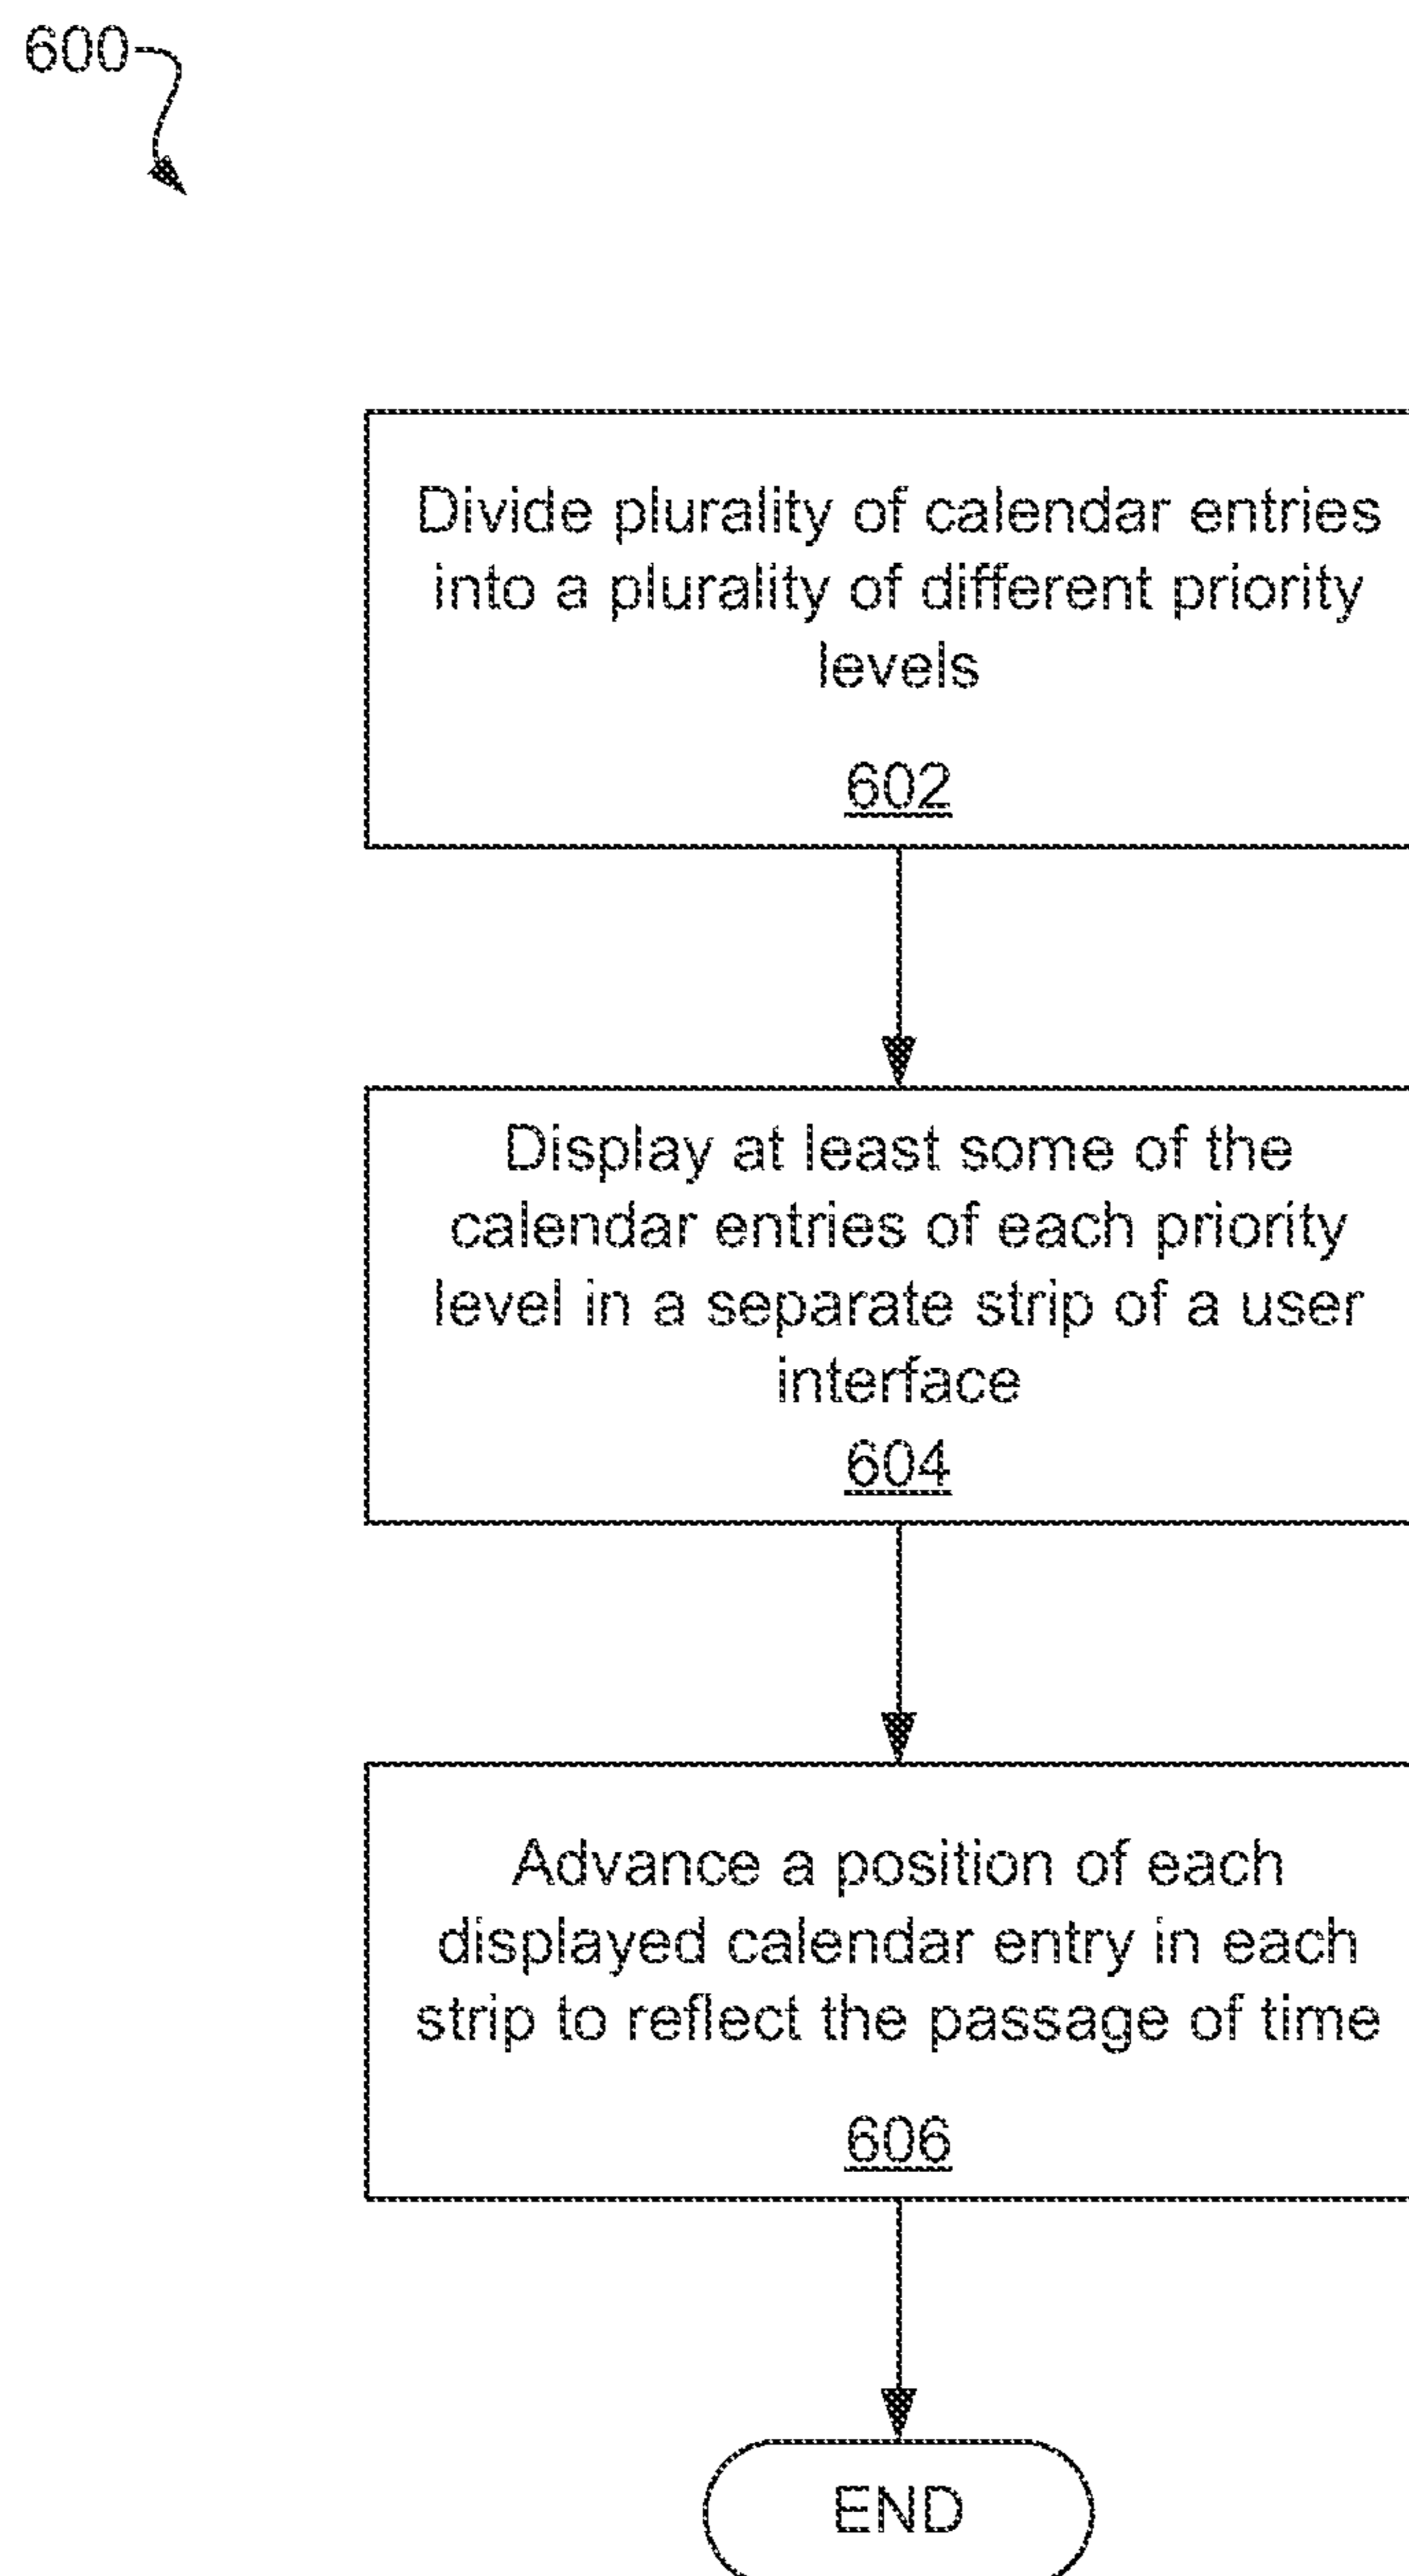 600
Divide plurality of calendar entries
into a plurality of different priority
levels
602
Display at least some of the
calendar entries of each priority
level in a separate strip of a user
interface
604
Advance a position of each
displayed calendar entry in each
strip to reflect the passage of time
606
END